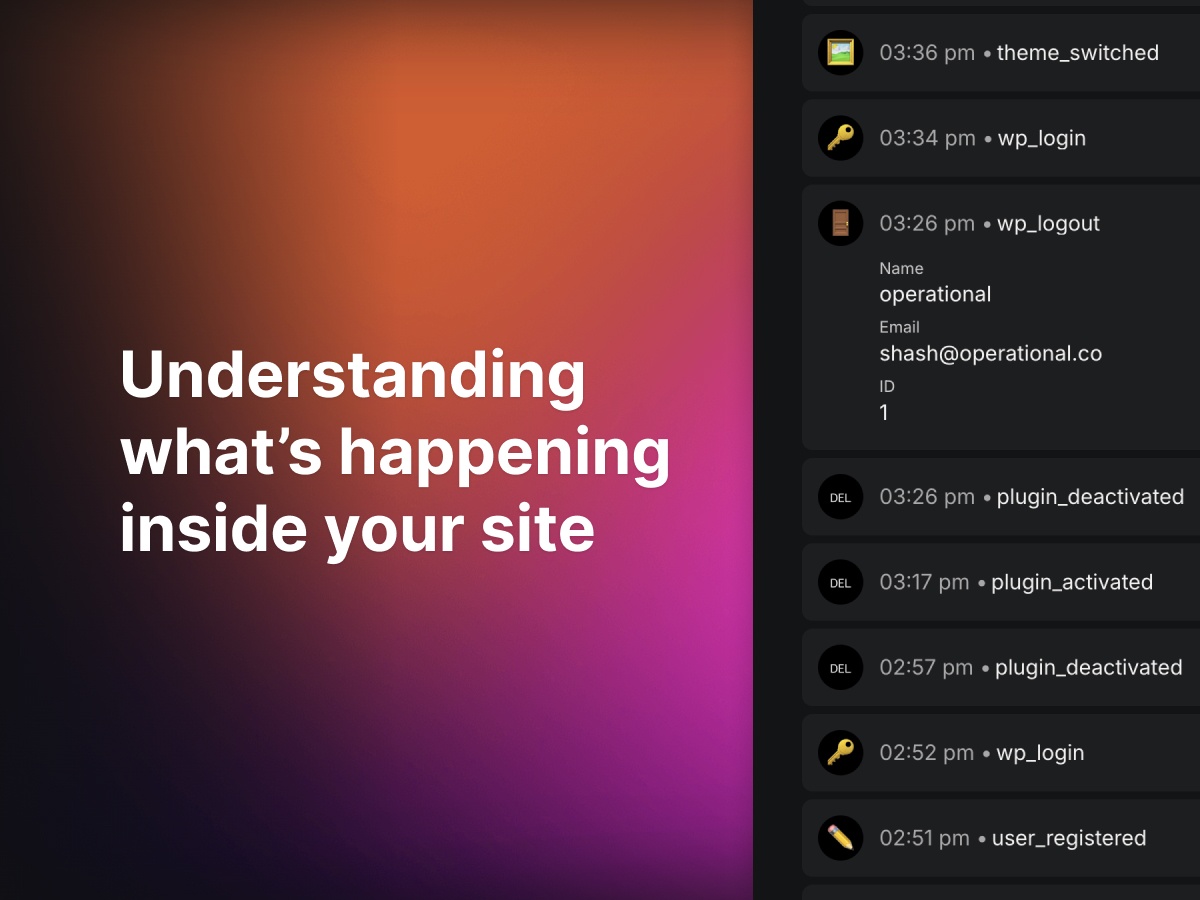 Understanding
what’s happening
inside your site
03:36 pm • theme_switched
03:34 pm • wp_login
03:26 pm • wp_logout
Name
operational
Email
shash@operational.co
ID
1
DEL 03:26 pm • plugin_deactivated
DEL 03:17 pm • plugin_activated
DEL 02:57 pm • plugin_deactivated
02:52 pm • wp_login
02:51 pm • user_registered